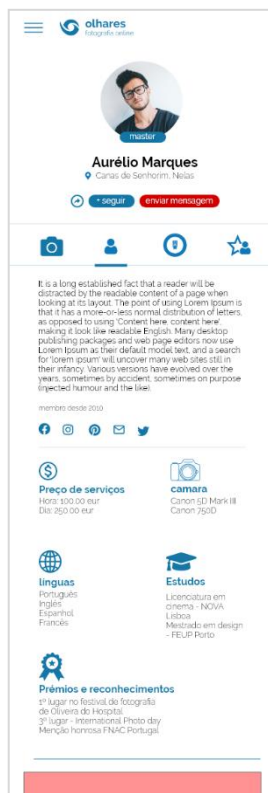 olhares
fotografia online
master
Aurélio Marques
Canas de Senhorim, Nelas
+ seguir
enviar mensagem
It is a long established fact that a reader will be
distracted by the readable content of a page when
looking at its layout. The point of using Lorem Ipsum is
that it has a more-or-less normal distribution of letters,
as opposed to using 'Content here, content here',
making it look like readable English. Many desktop
publishing packages and web page editors now use
Lorem Ipsum as their default model text, and a search
for 'lorem ipsum' will uncover many web sites still in
their infancy. Various versions have evolved over the
years, sometimes by accident, sometimes on purpose
(injected humour and the like).
membro desde 2010
Preço de serviços
Hora: 100.00 eur
Dia: 250.00 eur
camara
Canon 5D Mark III
Canon 750D
línguas
Português
Inglês
Espanhol
Francês
Estudos
Licenciatura em
cinema - NOVA
Lisboa
Mestrado em design
- FEUP Porto
Prémios e reconhecimentos
1º lugar no festival de fotografia
de Oliveira do Hospital
3º lugar - International Photo day
Menção honrosa FNAC Portugal